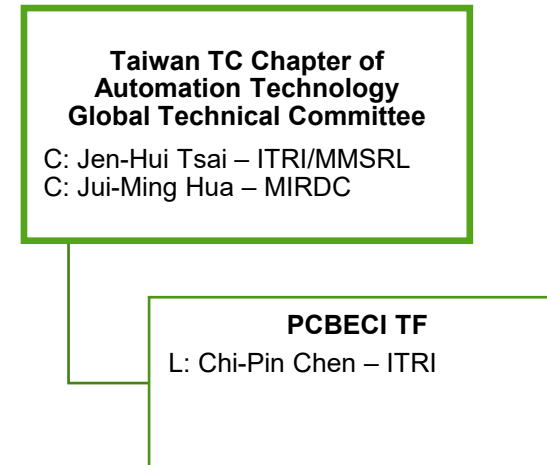 Taiwan TC Chapter of
Automation Technology
Global Technical Committee
C: Jen-Hui Tsai – ITRI/MMSRL
C: Jui-Ming Hua – MIRDC
PCBECI TF
L: Chi-Pin Chen – ITRI